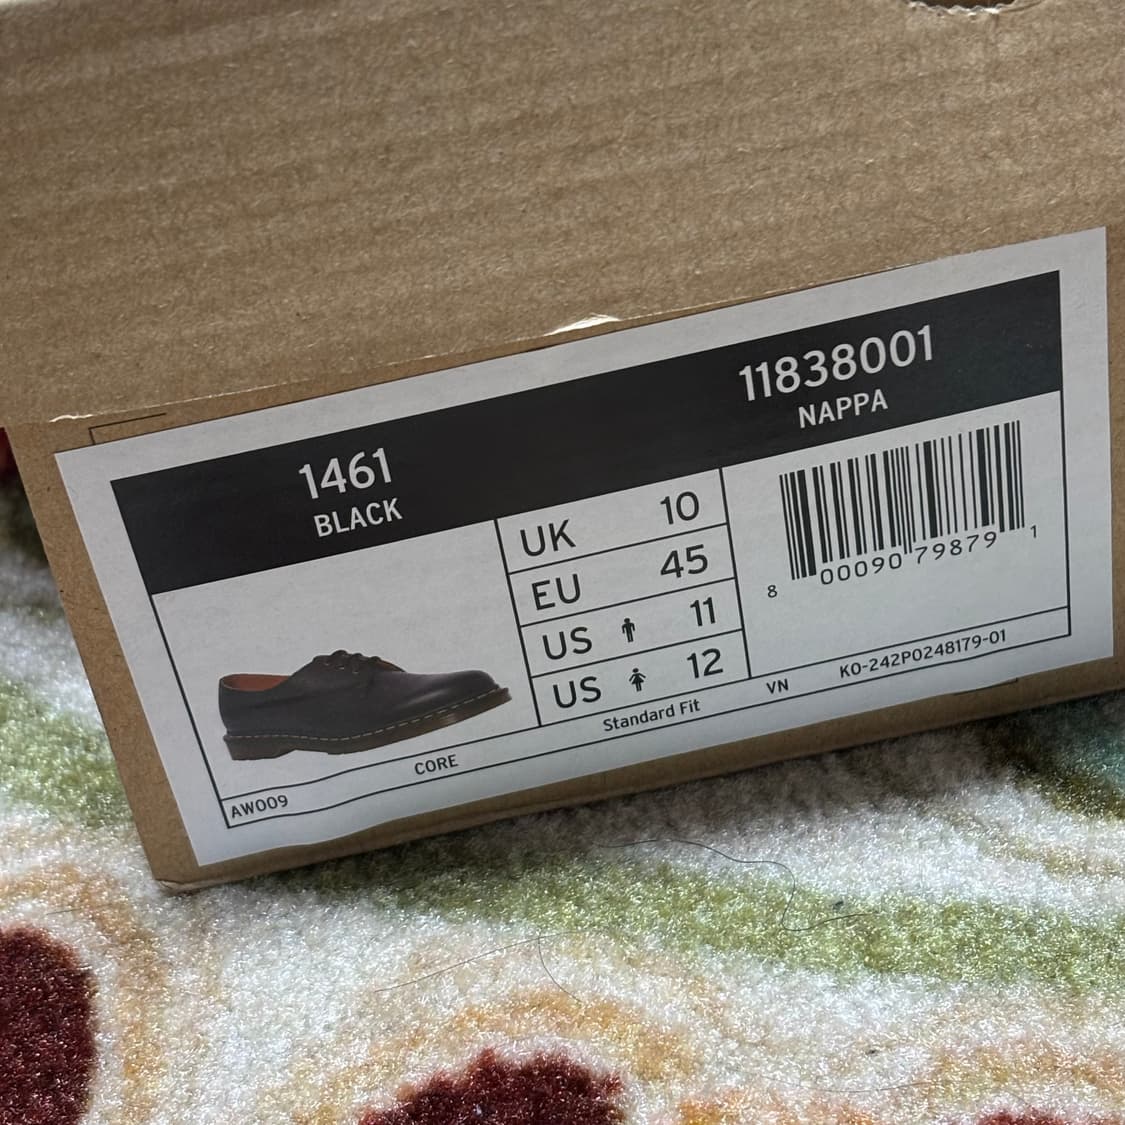 1461
BLACK
11838001
NAPPA
UK 10
EU 45
US 11
US 12
8 00090 79879 1
AW009 CORE Standard Fit VN KO-242P0248179-01